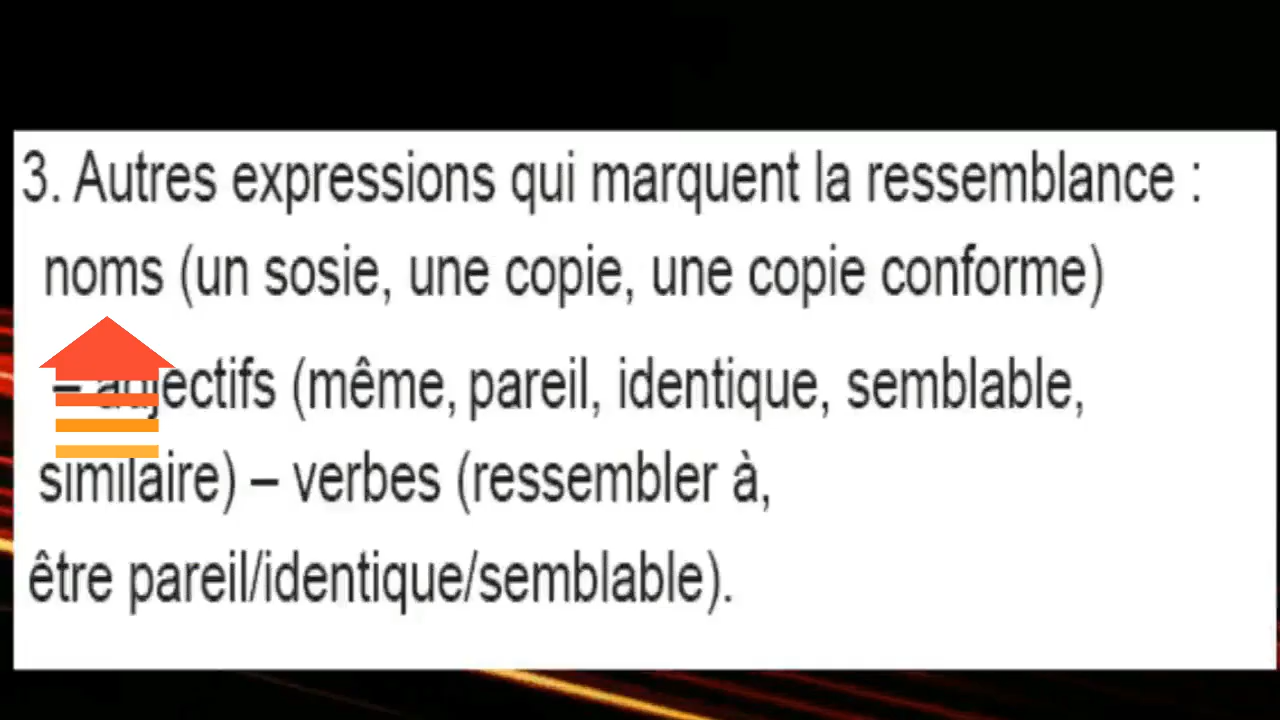 3. Autres expressions qui marquent la ressemblance :
noms (un sosie, une copie, une copie conforme)
– adjectifs (même, pareil, identique, semblable,
similaire) – verbes (ressembler à,
être pareil/identique/semblable).